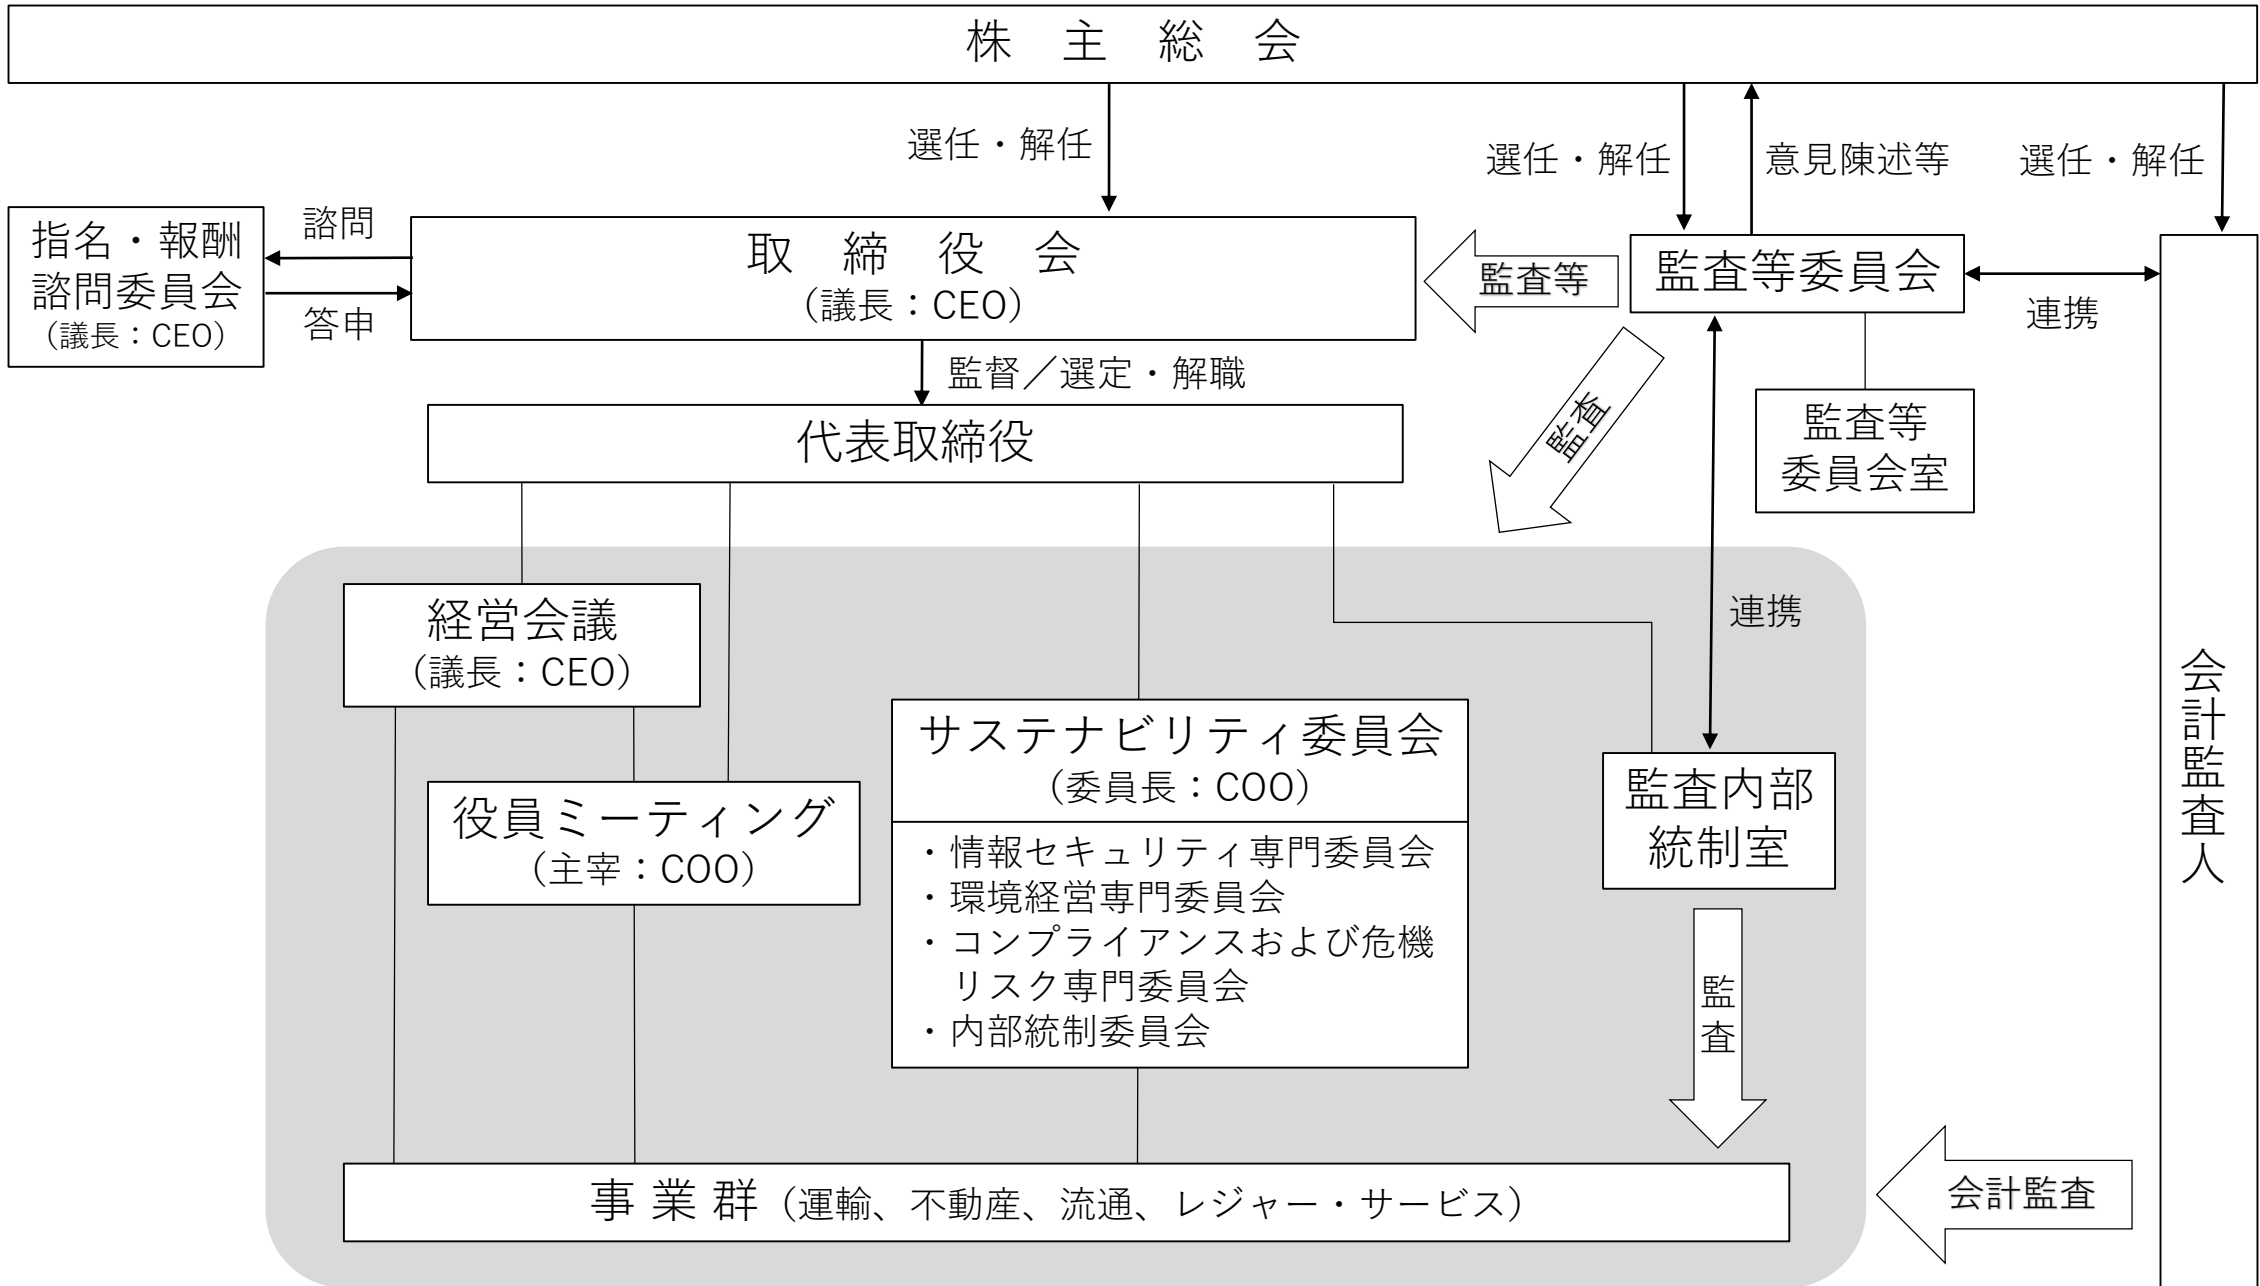 株 主 総 会
選任・解任
選任・解任
意見陳述等
選任・解任
指名・報酬
諮問委員会
（議長：CEO）
諮問
答申
取 締 役 会
（議長：CEO）
監査等
監査等委員会
連携
監督／選定・解職
代表取締役
監査
監査等
委員会室
経営会議
（議長：CEO）
連携
役員ミーティング
（主宰：COO）
サステナビリティ委員会
（委員長：COO）
・情報セキュリティ専門委員会
・環境経営専門委員会
・コンプライアンスおよび危機
リスク専門委員会
・内部統制委員会
監査内部
統制室
監査
会計監査人
事 業 群（運輸、不動産、流通、レジャー・サービス）
会計監査